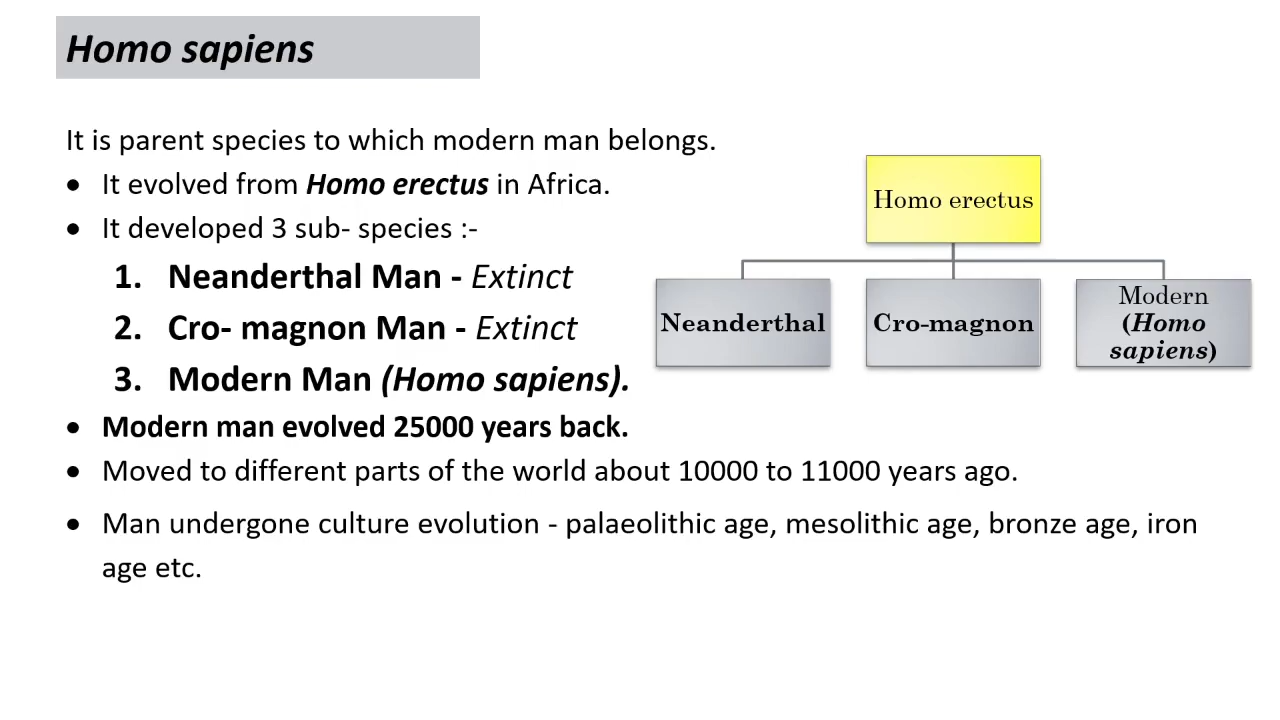 Homo sapiens
It is parent species to which modern man belongs.
• It evolved from Homo erectus in Africa.
• It developed 3 sub- species :-
1. Neanderthal Man - Extinct
2. Cro- magnon Man - Extinct
3. Modern Man (Homo sapiens).
• Modern man evolved 25000 years back.
• Moved to different parts of the world about 10000 to 11000 years ago.
• Man undergone culture evolution - palaeolithic age, mesolithic age, bronze age, iron
age etc.
Homo erectus
Neanderthal
Cro-magnon
Modern
(Homo
sapiens)